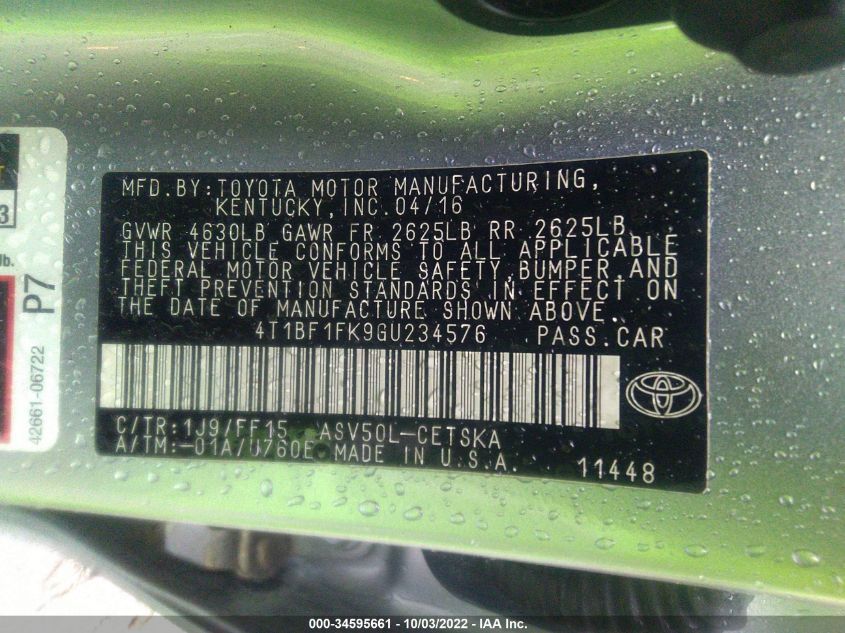 MFD.BY:TOYOTA MOTOR MANUFACTURING,
KENTUCKY,INC.04/16
GVWR 4630LB GAWR FR 2625LB RR 2625LB
THIS VEHICLE CONFORMS TO ALL APPLICABLE
FEDERAL MOTOR VEHICLE SAFETY,BUMPER,AND
THEFT PREVENTION STANDARDS IN EFFECT ON
THE DATE OF MANUFACTURE SHOWN ABOVE.
4T1BF1FK9GU234576 PASS.CAR
C/TR:1J9/FF15 ASV50L-CETSKA
A/TM:-01A/U760E MADE IN U.S.A.
11448
3
lb.
P7
42661-06722
000-34595661 - 10/03/2022 - IAA Inc.